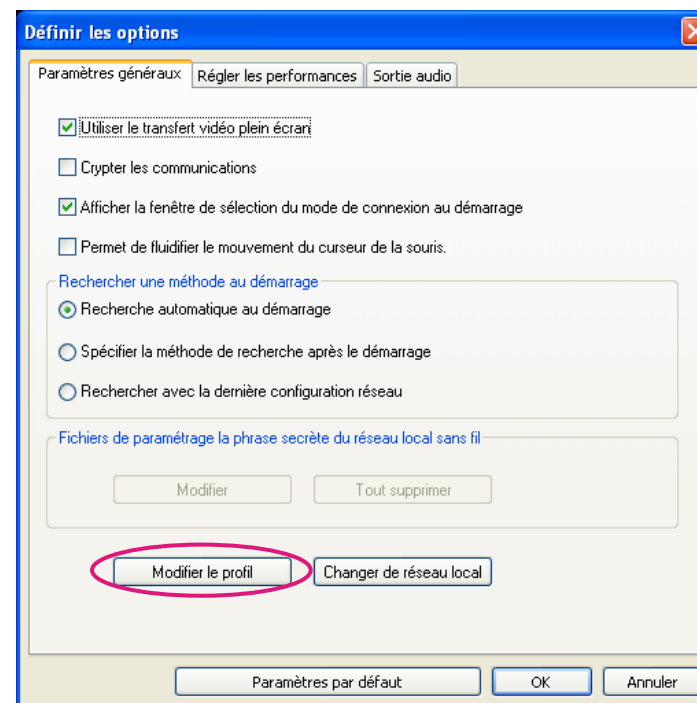 Définir les options
Paramètres généraux Régler les performances Sortie audio
Utiliser le transfert vidéo plein écran
Crypter les communications
Afficher la fenêtre de sélection du mode de connexion au démarrage
Permet de fluidifier le mouvement du curseur de la souris.
Rechercher une méthode au démarrage
Recherche automatique au démarrage
Spécifier la méthode de recherche après le démarrage
Rechercher avec la dernière configuration réseau
Fichiers de paramétrage la phrase secrète du réseau local sans fil
Modifier Tout supprimer
Modifier le profil Changer de réseau local
Paramètres par défaut OK Annuler